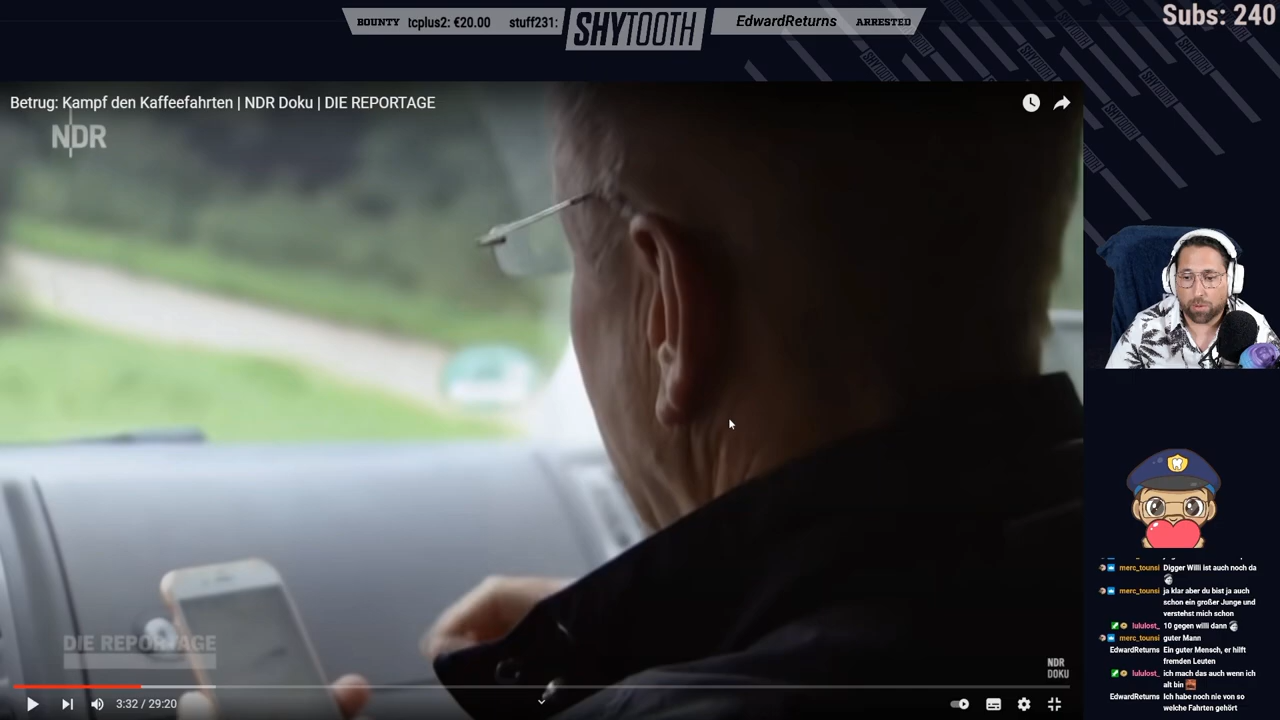 BOUNTY tcplus2: €20.00 stuff231:
SHYTOOTH
EdwardReturns ARRESTED
Subs: 240
Betrug: Kampf den Kaffeefahrten | NDR Doku | DIE REPORTAGE
NDR
DIE REPORTAGE
NDR
DOKU
3:32 / 29:20
merc_tounsi Digger Willi ist auch noch da
merc_tounsi ja klar aber du bist ja auch
schon ein großer Junge und
verstehst mich schon
lululost_ 10 gegen willi dann
merc_tounsi guter Mann
EdwardReturns Ein guter Mensch, er hilft
fremden Leuten
lululost_ ich mach das auch wenn ich
alt bin
EdwardReturns Ich habe noch nie von so
welche Fahrten gehört